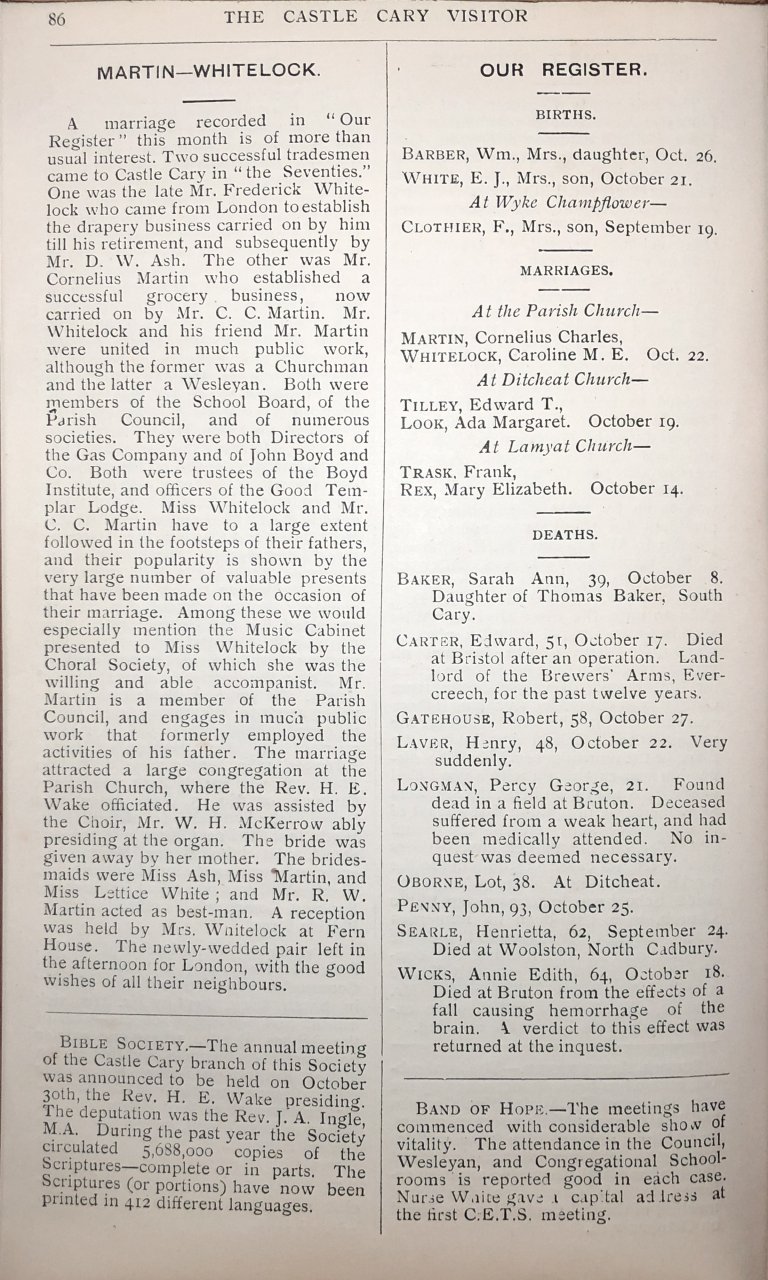 86
THE CASTLE CARY VISITOR
MARTIN—WHITELOCK.
A marriage recorded in "Our
Register" this month is of more than
usual interest. Two successful tradesmen
came to Castle Cary in "the Seventies."
One was the late Mr. Frederick White-
lock who came from London to establish
the drapery business carried on by him
till his retirement, and subsequently by
Mr. D. W. Ash. The other was Mr.
Cornelius Martin who established a
successful grocery business, now
carried on by Mr. C. C. Martin. Mr.
Whitelock and his friend Mr. Martin
were united in much public work,
although the former was a Churchman
and the latter a Wesleyan. Both were
members of the School Board, of the
Parish Council, and of numerous
societies. They were both Directors of
the Gas Company and of John Boyd and
Co. Both were trustees of the Boyd
Institute, and officers of the Good Tem-
plar Lodge. Miss Whitelock and Mr.
C. C. Martin have to a large extent
followed in the footsteps of their fathers,
and their popularity is shown by the
very large number of valuable presents
that have been made on the occasion of
their marriage. Among these we would
especially mention the Music Cabinet
presented to Miss Whitelock by the
Choral Society, of which she was the
willing and able accompanist. Mr.
Martin is a member of the Parish
Council, and engages in much public
work that formerly employed the
activities of his father. The marriage
attracted a large congregation at the
Parish Church, where the Rev. H. E.
Wake officiated. He was assisted by
the Choir, Mr. W. H. McKerrow ably
presiding at the organ. The bride was
given away by her mother. The brides-
maids were Miss Ash, Miss Martin, and
Miss Lettice White ; and Mr. R. W.
Martin acted as best-man. A reception
was held by Mrs. Whitelock at Fern
House. The newly-wedded pair left in
the afternoon for London, with the good
wishes of all their neighbours.
BIBLE SOCIETY.—The annual meeting
of the Castle Cary branch of this Society
was announced to be held on October
30th, the Rev. H. E. Wake presiding.
The deputation was the Rev. J. A. Ingle,
M.A. During the past year the Society
circulated 5,688,000 copies of the
Scriptures—complete or in parts. The
Scriptures (or portions) have now been
printed in 412 different languages.
OUR REGISTER.
BIRTHS.
BARBER, Wm., Mrs., daughter, Oct. 26.
WHITE, E. J., Mrs., son, October 21.
At Wyke Champflower—
CLOTHIER, F., Mrs., son, September 19.
MARRIAGES.
At the Parish Church—
MARTIN, Cornelius Charles,
WHITELOCK, Caroline M. E. Oct. 22.
At Ditcheat Church—
TILLEY, Edward T.,
LOOK, Ada Margaret. October 19.
At Lamyat Church—
TRASK, Frank,
REX, Mary Elizabeth. October 14.
DEATHS.
BAKER, Sarah Ann, 39, October 8.
Daughter of Thomas Baker, South
Cary.
CARTER, Edward, 51, October 17. Died
at Bristol after an operation. Land-
lord of the Brewers' Arms, Ever-
creech, for the past twelve years.
GATEHOUSE, Robert, 58, October 27.
LAVER, Henry, 48, October 22. Very
suddenly.
LONGMAN, Percy George, 21. Found
dead in a field at Bruton. Deceased
suffered from a weak heart, and had
been medically attended. No in-
quest was deemed necessary.
OBORNE, Lot, 38. At Ditcheat.
PENNY, John, 93, October 25.
SEARLE, Henrietta, 62, September 24.
Died at Woolston, North Cadbury.
WICKS, Annie Edith, 64, October 18.
Died at Bruton from the effects of a
fall causing hemorrhage of the
brain. A verdict to this effect was
returned at the inquest.
BAND OF HOPE.—The meetings have
commenced with considerable show of
vitality. The attendance in the Council,
Wesleyan, and Congregational School-
rooms is reported good in each case.
Nurse White gave a capital address at
the first C.E.T.S. meeting.